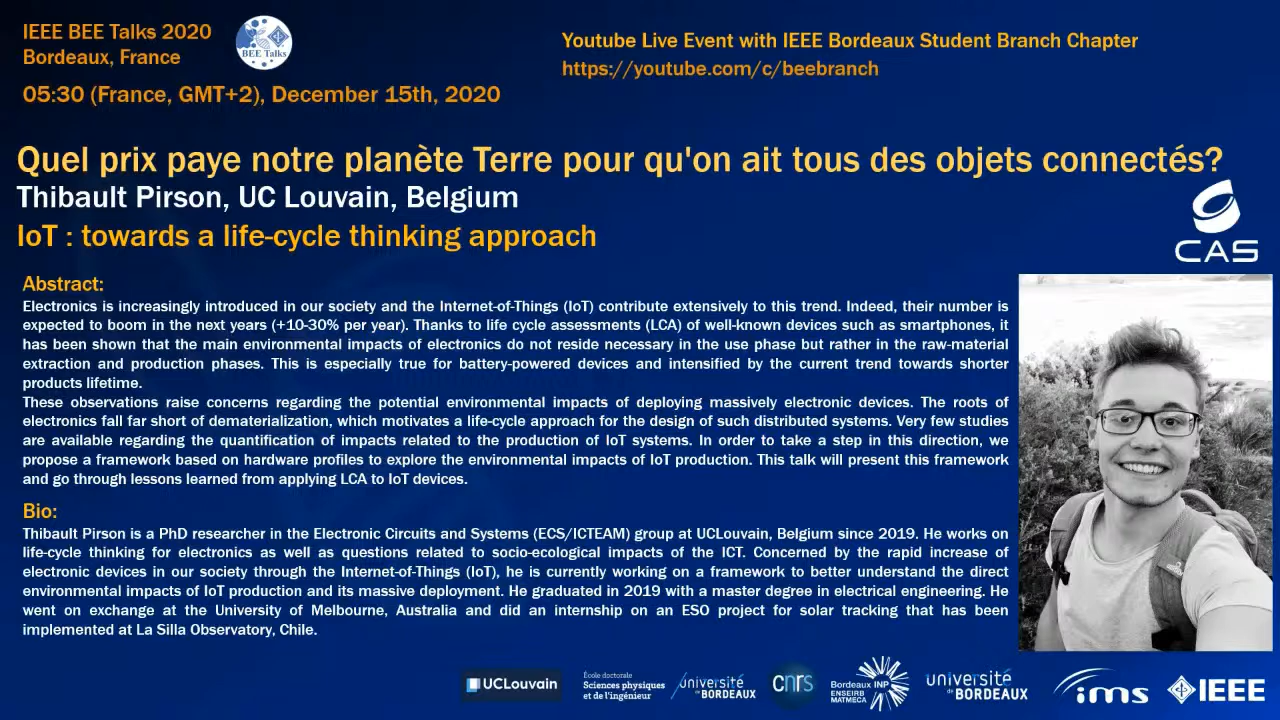 IEEE BEE Talks 2020
Bordeaux, France
BEE Talks
05:30 (France, GMT+2), December 15th, 2020
Youtube Live Event with IEEE Bordeaux Student Branch Chapter
https://youtube.com/c/beebranch
Quel prix paye notre planète Terre pour qu'on ait tous des objets connectés?
Thibault Pirson, UC Louvain, Belgium
IoT : towards a life-cycle thinking approach
CAS
Abstract:
Electronics is increasingly introduced in our society and the Internet-of-Things (IoT) contribute extensively to this trend. Indeed, their number is
expected to boom in the next years (+10-30% per year). Thanks to life cycle assessments (LCA) of well-known devices such as smartphones, it
has been shown that the main environmental impacts of electronics do not reside necessary in the use phase but rather in the raw-material
extraction and production phases. This is especially true for battery-powered devices and intensified by the current trend towards shorter
products lifetime.
These observations raise concerns regarding the potential environmental impacts of deploying massively electronic devices. The roots of
electronics fall far short of dematerialization, which motivates a life-cycle approach for the design of such distributed systems. Very few studies
are available regarding the quantification of impacts related to the production of IoT systems. In order to take a step in this direction, we
propose a framework based on hardware profiles to explore the environmental impacts of IoT production. This talk will present this framework
and go through lessons learned from applying LCA to IoT devices.
Bio:
Thibault Pirson is a PhD researcher in the Electronic Circuits and Systems (ECS/ICTEAM) group at UCLouvain, Belgium since 2019. He works on
life-cycle thinking for electronics as well as questions related to socio-ecological impacts of the ICT. Concerned by the rapid increase of
electronic devices in our society through the Internet-of-Things (IoT), he is currently working on a framework to better understand the direct
environmental impacts of IoT production and its massive deployment. He graduated in 2019 with a master degree in electrical engineering. He
went on exchange at the University of Melbourne, Australia and did an internship on an ESO project for solar tracking that has been
implemented at La Silla Observatory, Chile.
UCLouvain
École doctorale
Sciences physiques
et de l'ingénieur
université
de BORDEAUX
cnrs
Bordeaux INP
ENSEIRB
MATMECA
université
de BORDEAUX
ims
IEEE